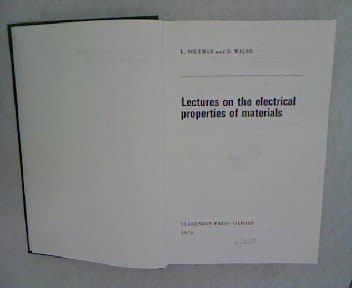 L. SOLYMAR and D. WALSH
Lectures on the electrical
properties of materials
CLARENDON PRESS · OXFORD